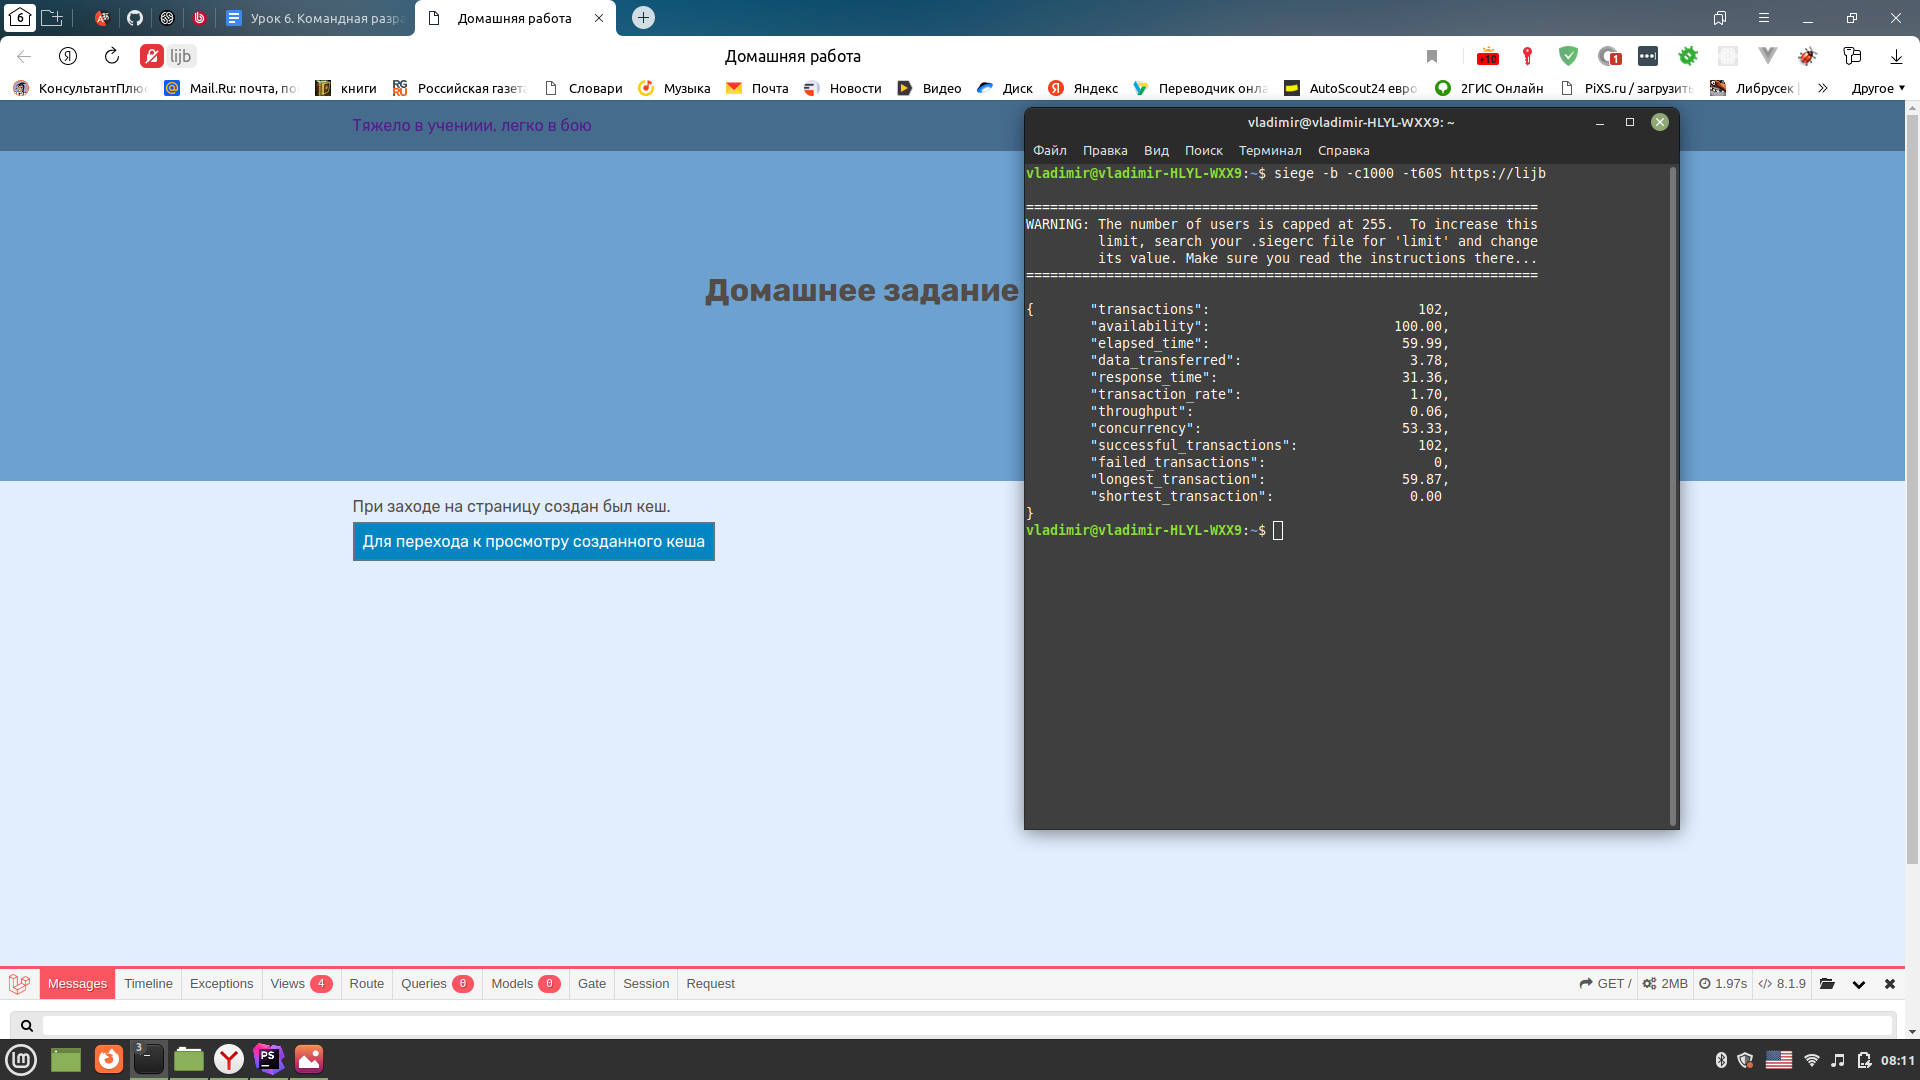 6
Урок 6. Командная разра
Домашняя работа
lijb
Домашняя работа
+10
1
КонсультантПлюс
Mail.Ru: почта, по
книги
Российская газета
Словари
Музыка
Почта
Новости
Видео
Диск
Яндекс
Переводчик онла
AutoScout24 евро
2ГИС Онлайн
PiXS.ru / загрузить
Либрусек
»
Другое
Тяжело в учениии, легко в бою
Домашнее задание
При заходе на страницу создан был кеш.
Для перехода к просмотру созданного кеша
vladimir@vladimir-HLYL-WXX9: ~
Файл Правка Вид Поиск Терминал Справка
vladimir@vladimir-HLYL-WXX9:~$ siege -b -c1000 -t60S https://lijb
================================================================
WARNING: The number of users is capped at 255.  To increase this
         limit, search your .siegerc file for 'limit' and change
         its value. Make sure you read the instructions there...
================================================================
{       "transactions":                          102,
        "availability":                       100.00,
        "elapsed_time":                        59.99,
        "data_transferred":                     3.78,
        "response_time":                       31.36,
        "transaction_rate":                     1.70,
        "throughput":                           0.06,
        "concurrency":                         53.33,
        "successful_transactions":               102,
        "failed_transactions":                     0,
        "longest_transaction":                 59.87,
        "shortest_transaction":                 0.00
}
vladimir@vladimir-HLYL-WXX9:~$
Messages Timeline Exceptions Views 4 Route Queries 0 Models 0 Gate Session Request
GET / 2MB 1.97s 8.1.9
3
PS
08:11